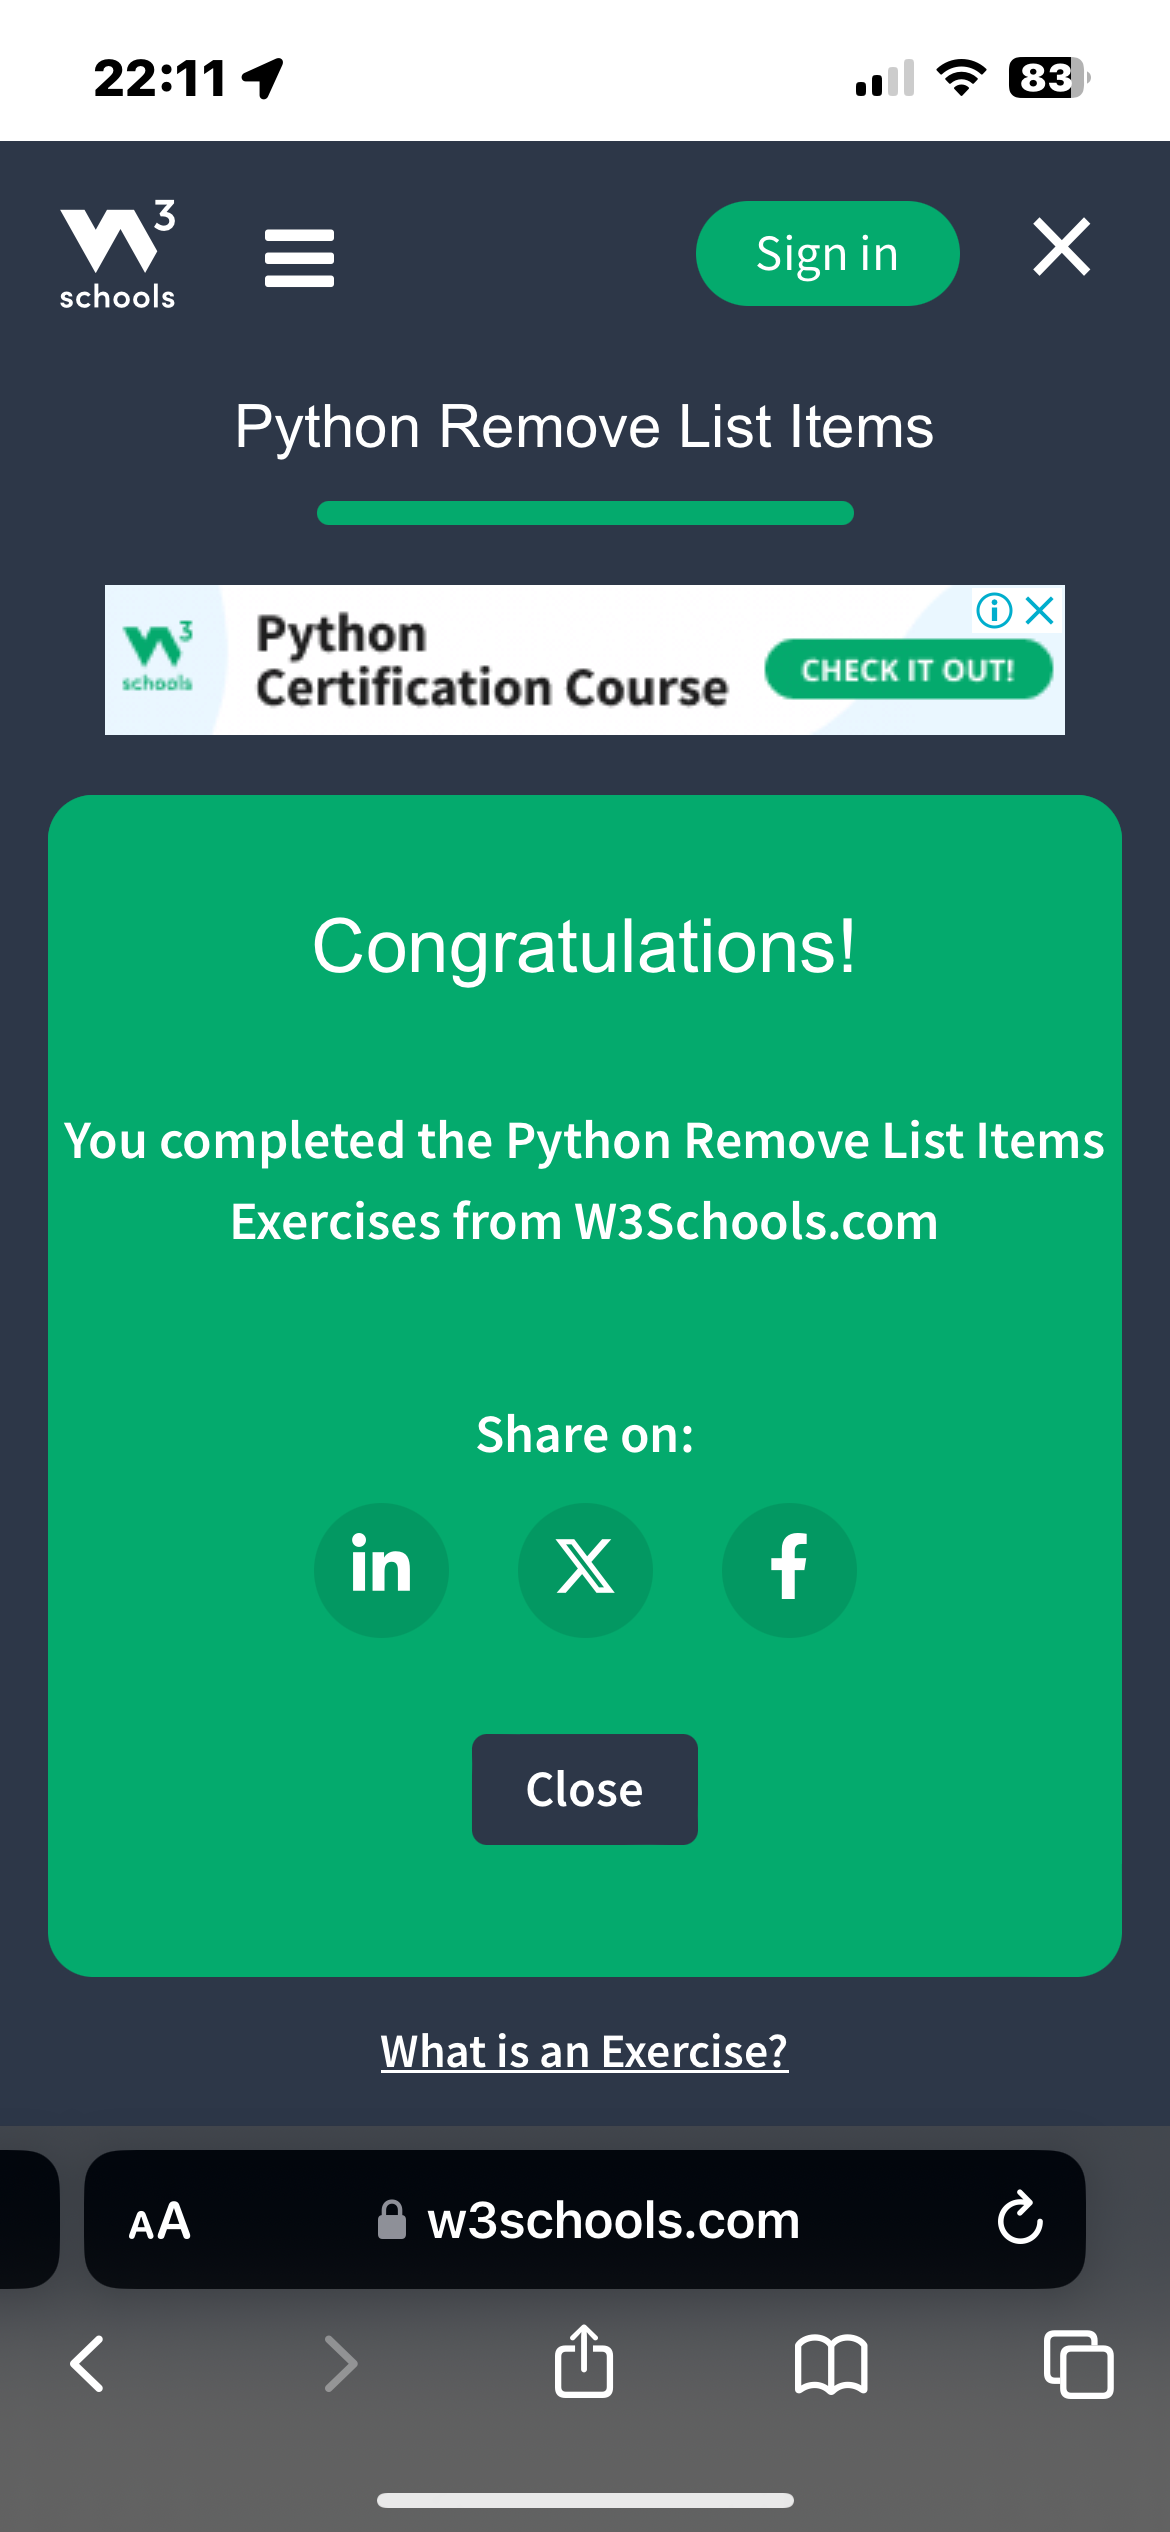 22:11
83
W3
schools
Sign in
Python Remove List Items
W3
schools
Python
Certification Course
CHECK IT OUT!
Congratulations!
You completed the Python Remove List Items
Exercises from W3Schools.com
Share on:
in
X
f
Close
What is an Exercise?
AA
w3schools.com